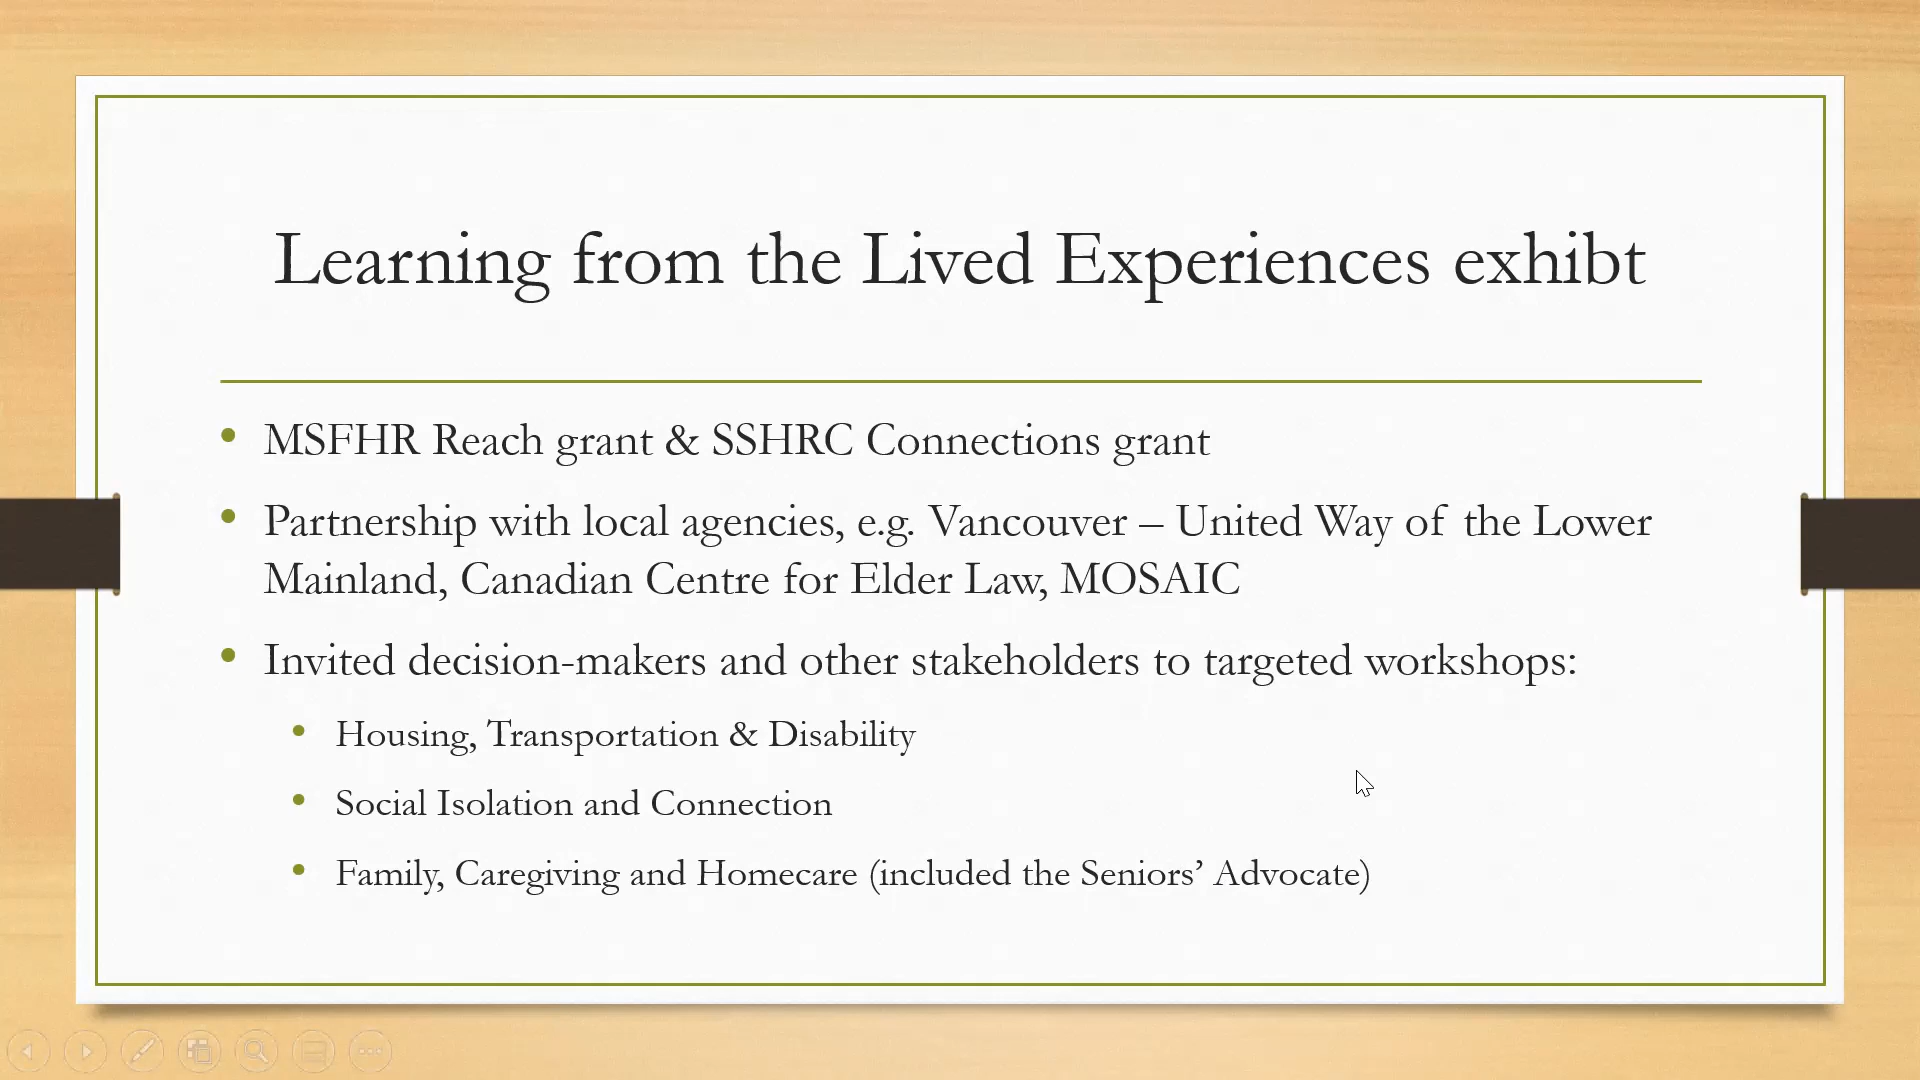 Learning from the Lived Experiences exhibt
• MSFHR Reach grant & SSHRC Connections grant
• Partnership with local agencies, e.g. Vancouver – United Way of the Lower
Mainland, Canadian Centre for Elder Law, MOSAIC
• Invited decision-makers and other stakeholders to targeted workshops:
• Housing, Transportation & Disability
• Social Isolation and Connection
• Family, Caregiving and Homecare (included the Seniors’ Advocate)